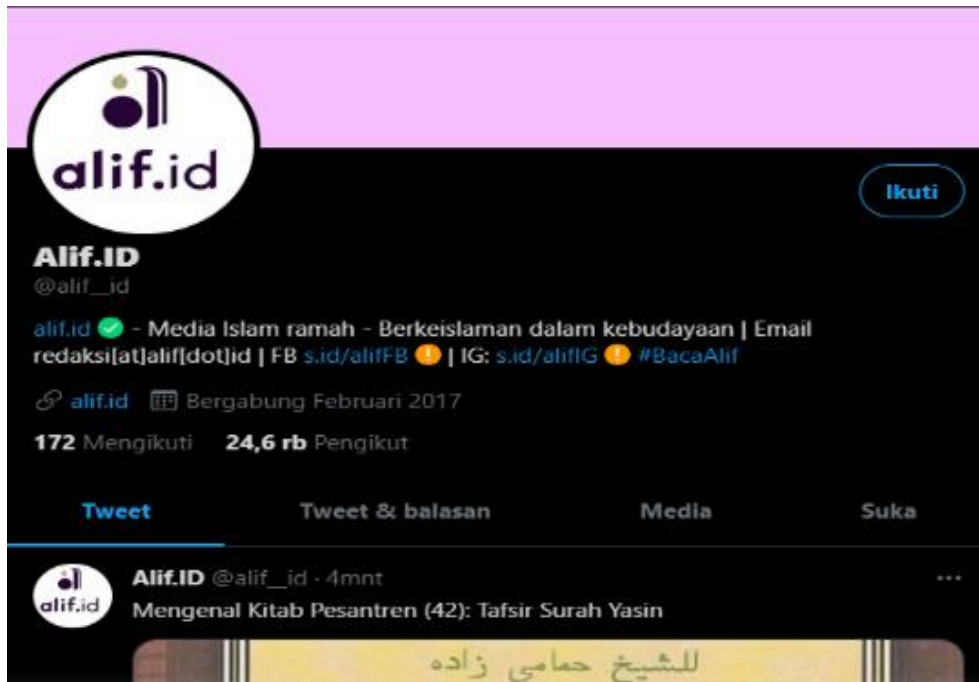 alif.id
Ikuti
Alif.ID
@alif__id
alif.id - Media Islam ramah - Berkeislaman dalam kebudayaan | Email
redaksi[at]alif[dot]id | FB s.id/alifFB | IG: s.id/alifIG #BacaAlif
alif.id Bergabung Februari 2017
172 Mengikuti 24,6 rb Pengikut
Tweet Tweet & balasan Media Suka
Alif.ID @alif__id · 4mnt
alif.id
Mengenal Kitab Pesantren (42): Tafsir Surah Yasin
للشيخ حمامي زاده